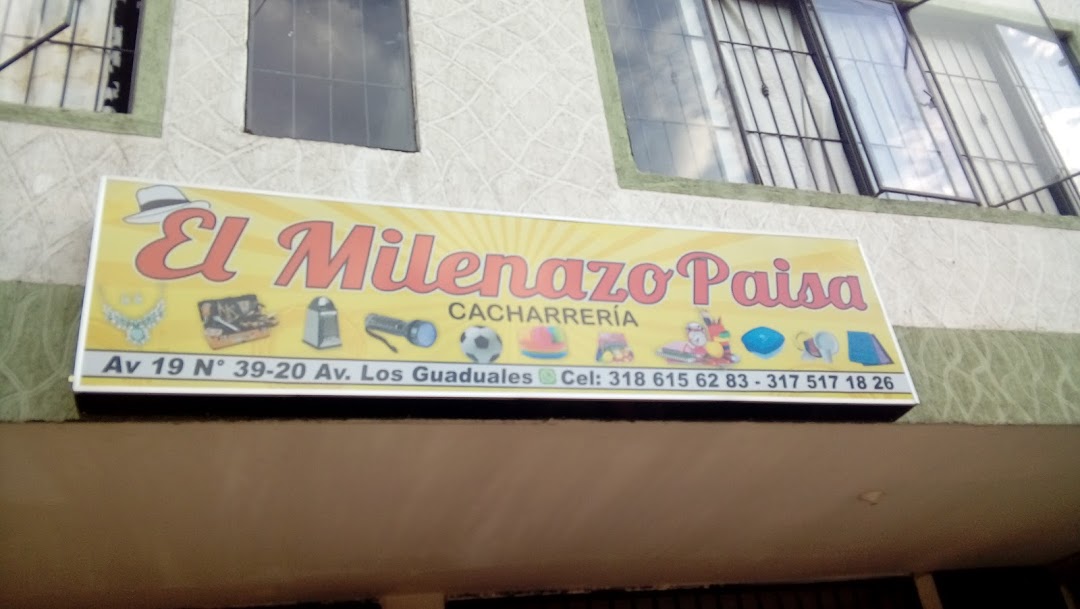 El Milenazo Paisa
CACHARRERÍA
Av 19 N° 39-20 Av. Los Guaduales Cel: 318 615 62 83 - 317 517 18 26